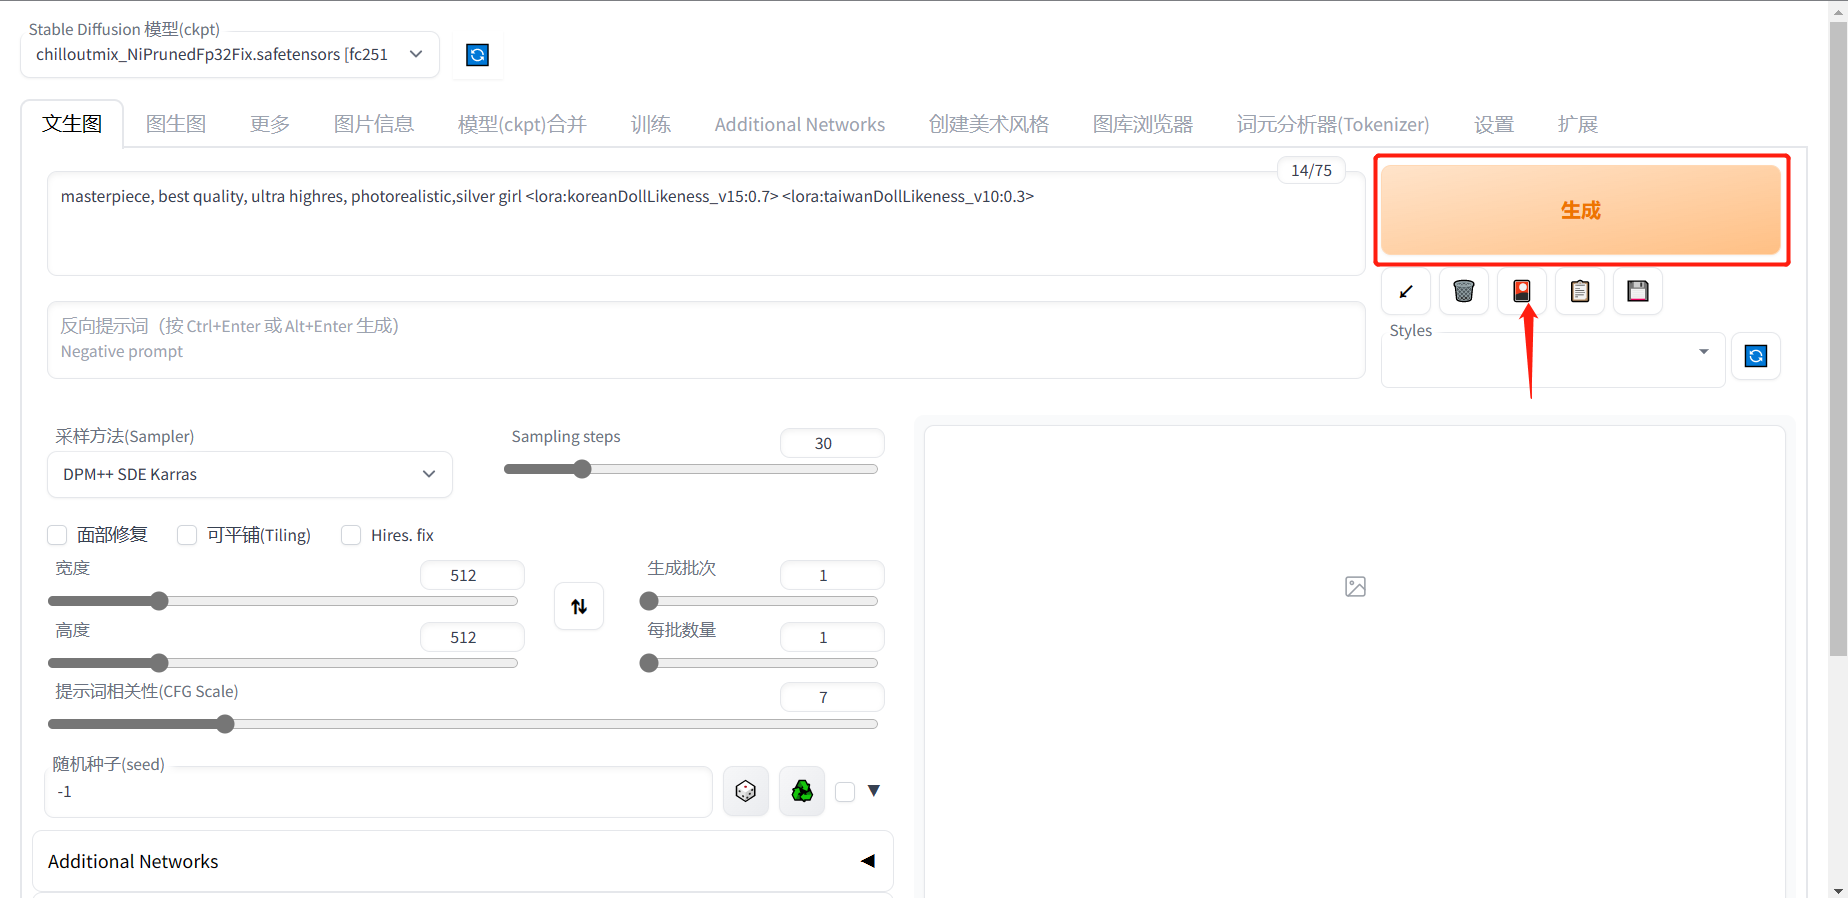 Stable Diffusion 模型(ckpt)
chilloutmix_NiPrunedFp32Fix.safetensors [fc251
文生图 图生图 更多 图片信息 模型(ckpt)合并 训练 Additional Networks 创建美术风格 图库浏览器 词元分析器(Tokenizer) 设置 扩展
14/75
masterpiece, best quality, ultra highres, photorealistic,silver girl <lora:koreanDollLikeness_v15:0.7> <lora:taiwanDollLikeness_v10:0.3>
生成
反向提示词（按 Ctrl+Enter 或 Alt+Enter 生成）
Negative prompt
Styles
采样方法(Sampler)
DPM++ SDE Karras
Sampling steps
30
面部修复 可平铺(Tiling) Hires. fix
宽度
512
生成批次
1
高度
512
每批数量
1
提示词相关性(CFG Scale)
7
随机种子(seed)
-1
Additional Networks